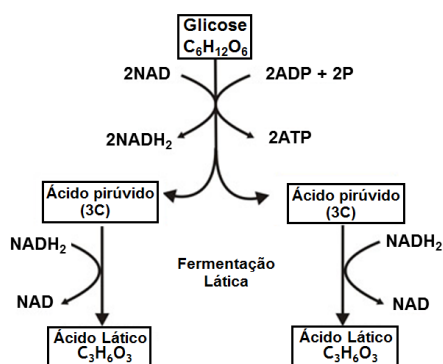 Glicose
C₆H₁₂O₆
2NAD
2ADP + 2P
2NADH₂
2ATP
Ácido pirúvido
(3C)
Ácido pirúvido
(3C)
NADH₂
NADH₂
Fermentação
Lática
NAD
NAD
Ácido Lático
C₃H₆O₃
Ácido Lático
C₃H₆O₃